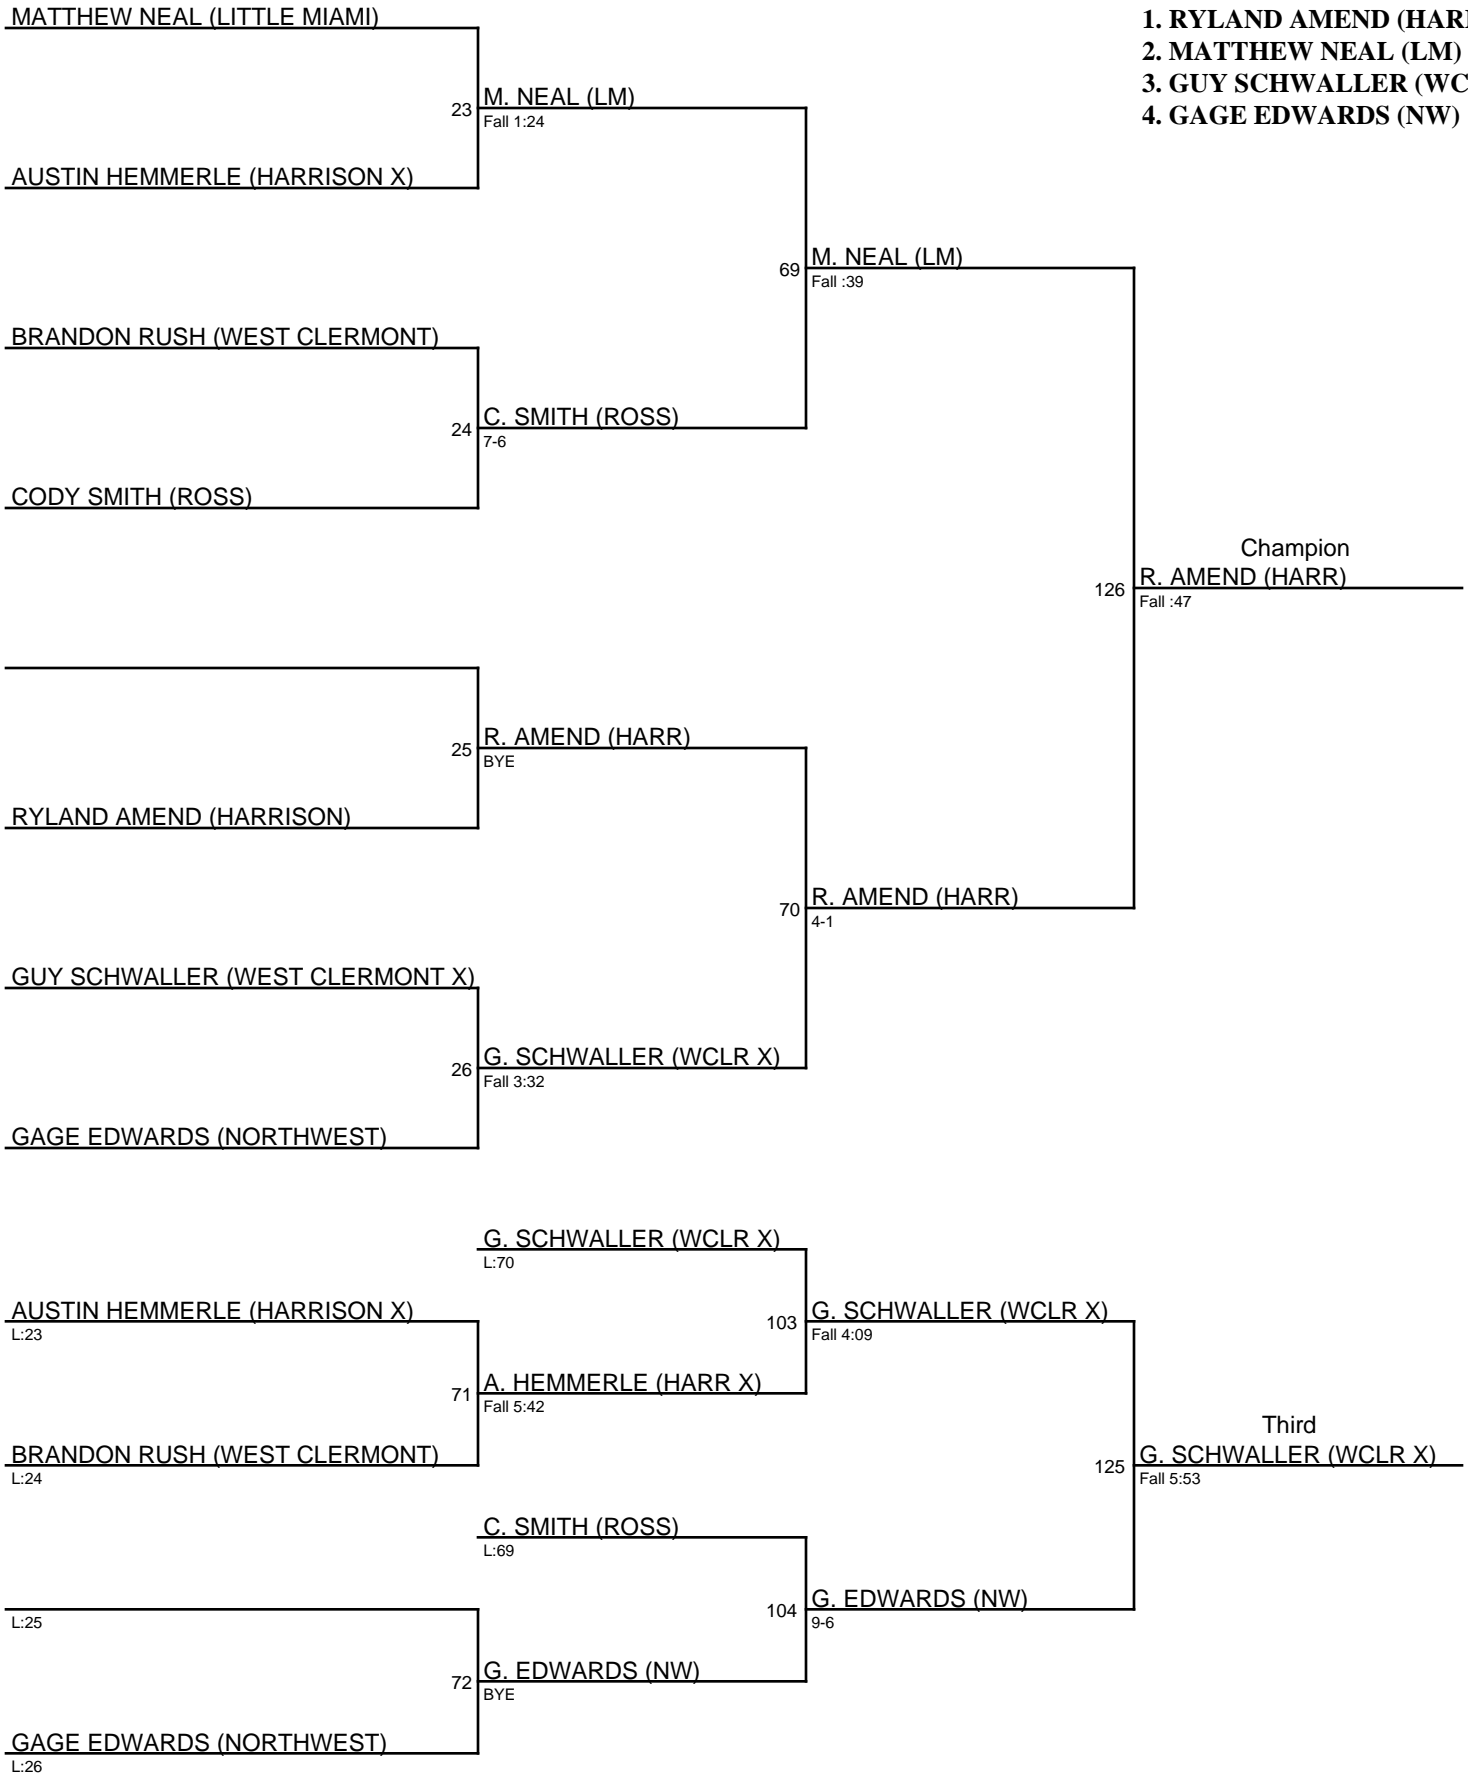 MATTHEW NEAL (LITTLE MIAMI)
1. RYLAND AMEND (HARR
2. MATTHEW NEAL (LM)
3. GUY SCHWALLER (WC
4. GAGE EDWARDS (NW)
23 M. NEAL (LM)
Fall 1:24
AUSTIN HEMMERLE (HARRISON X)
69 M. NEAL (LM)
Fall :39
BRANDON RUSH (WEST CLERMONT)
24 C. SMITH (ROSS)
7-6
CODY SMITH (ROSS)
Champion
126 R. AMEND (HARR)
Fall :47
25 R. AMEND (HARR)
BYE
RYLAND AMEND (HARRISON)
70 R. AMEND (HARR)
4-1
GUY SCHWALLER (WEST CLERMONT X)
26 G. SCHWALLER (WCLR X)
Fall 3:32
GAGE EDWARDS (NORTHWEST)
G. SCHWALLER (WCLR X)
L:70
AUSTIN HEMMERLE (HARRISON X)
L:23
103 G. SCHWALLER (WCLR X)
Fall 4:09
71 A. HEMMERLE (HARR X)
Fall 5:42
BRANDON RUSH (WEST CLERMONT)
L:24
Third
125 G. SCHWALLER (WCLR X)
Fall 5:53
C. SMITH (ROSS)
L:69
L:25
104 G. EDWARDS (NW)
9-6
72 G. EDWARDS (NW)
BYE
GAGE EDWARDS (NORTHWEST)
L:26